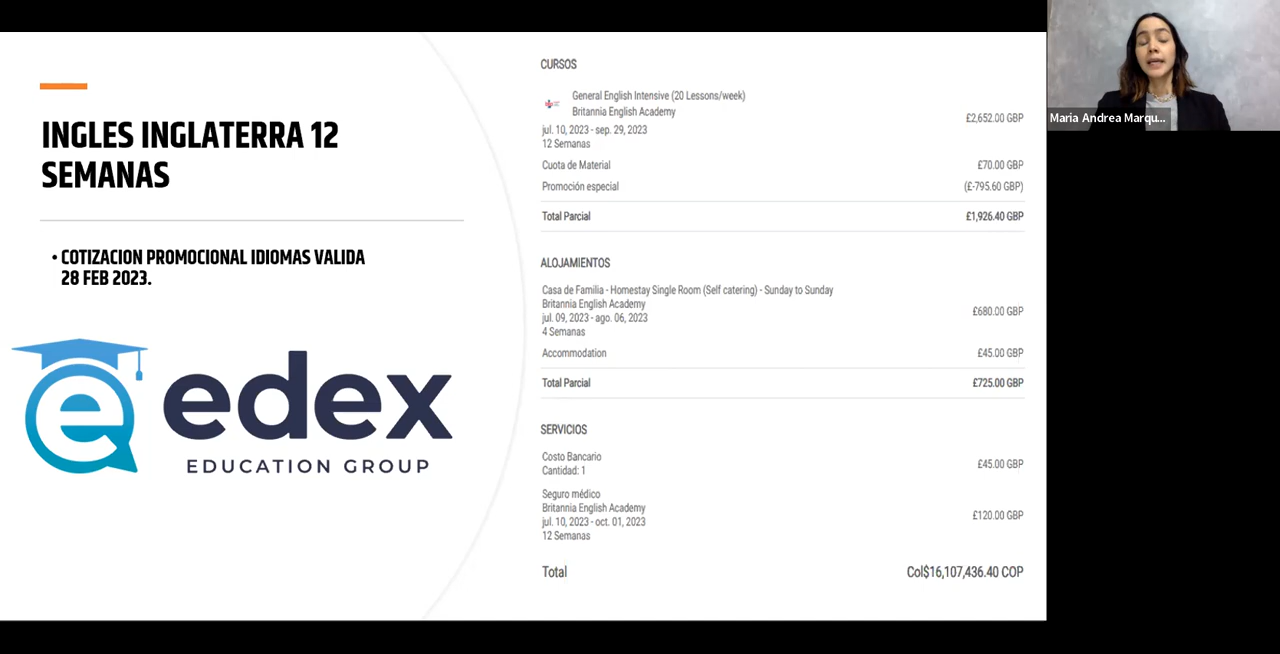 INGLES INGLATERRA 12
SEMANAS
• COTIZACION PROMOCIONAL IDIOMAS VALIDA
28 FEB 2023.
e edex
EDUCATION GROUP
CURSOS
General English Intensive (20 Lessons/week)
Britannia English Academy
£2,652.00 GBP
jul. 10, 2023 - sep. 29, 2023
12 Semanas
Cuota de Material £70.00 GBP
Promoción especial (£-795.60 GBP)
Total Parcial £1,926.40 GBP
ALOJAMIENTOS
Casa de Familia - Homestay Single Room (Self catering) - Sunday to Sunday
Britannia English Academy
£680.00 GBP
jul. 09, 2023 - ago. 06, 2023
4 Semanas
Accommodation £45.00 GBP
Total Parcial £725.00 GBP
SERVICIOS
Costo Bancario
£45.00 GBP
Cantidad: 1
Seguro médico
Britannia English Academy
£120.00 GBP
jul. 10, 2023 - oct. 01, 2023
12 Semanas
Total Col$16,107,436.40 COP
Maria Andrea Marqu...